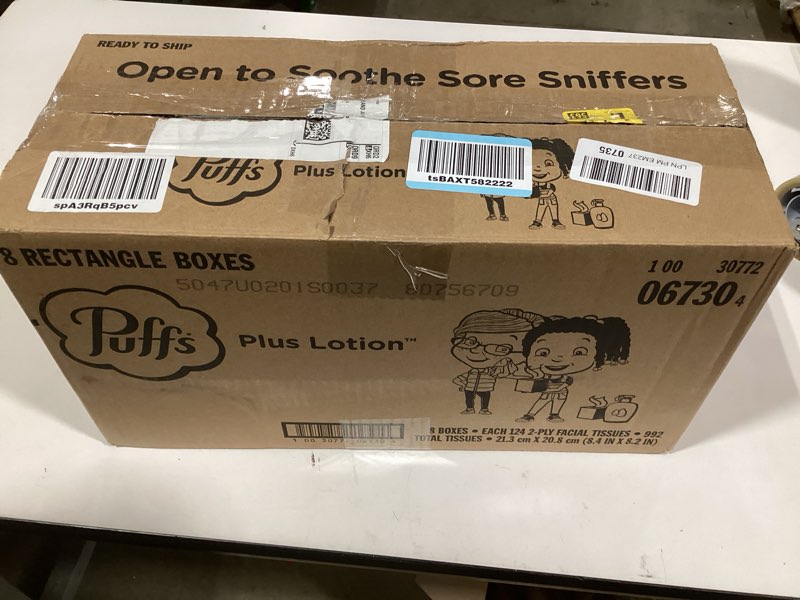 READY TO SHIP
Open to Soothe Sore Sniffers
Puffs
Plus Lotion
spA3RqB5pcv
tsBAXT582222
LPN PM EM237 0735
8 RECTANGLE BOXES
5047U0201S0037 80756709
1 00 30772
06730 4
Puffs
Plus Lotion™
8 BOXES • EACH 124 2-PLY FACIAL TISSUES • 992
TOTAL TISSUES • 21.3 cm X 20.8 cm (8.4 IN X 8.2 IN)